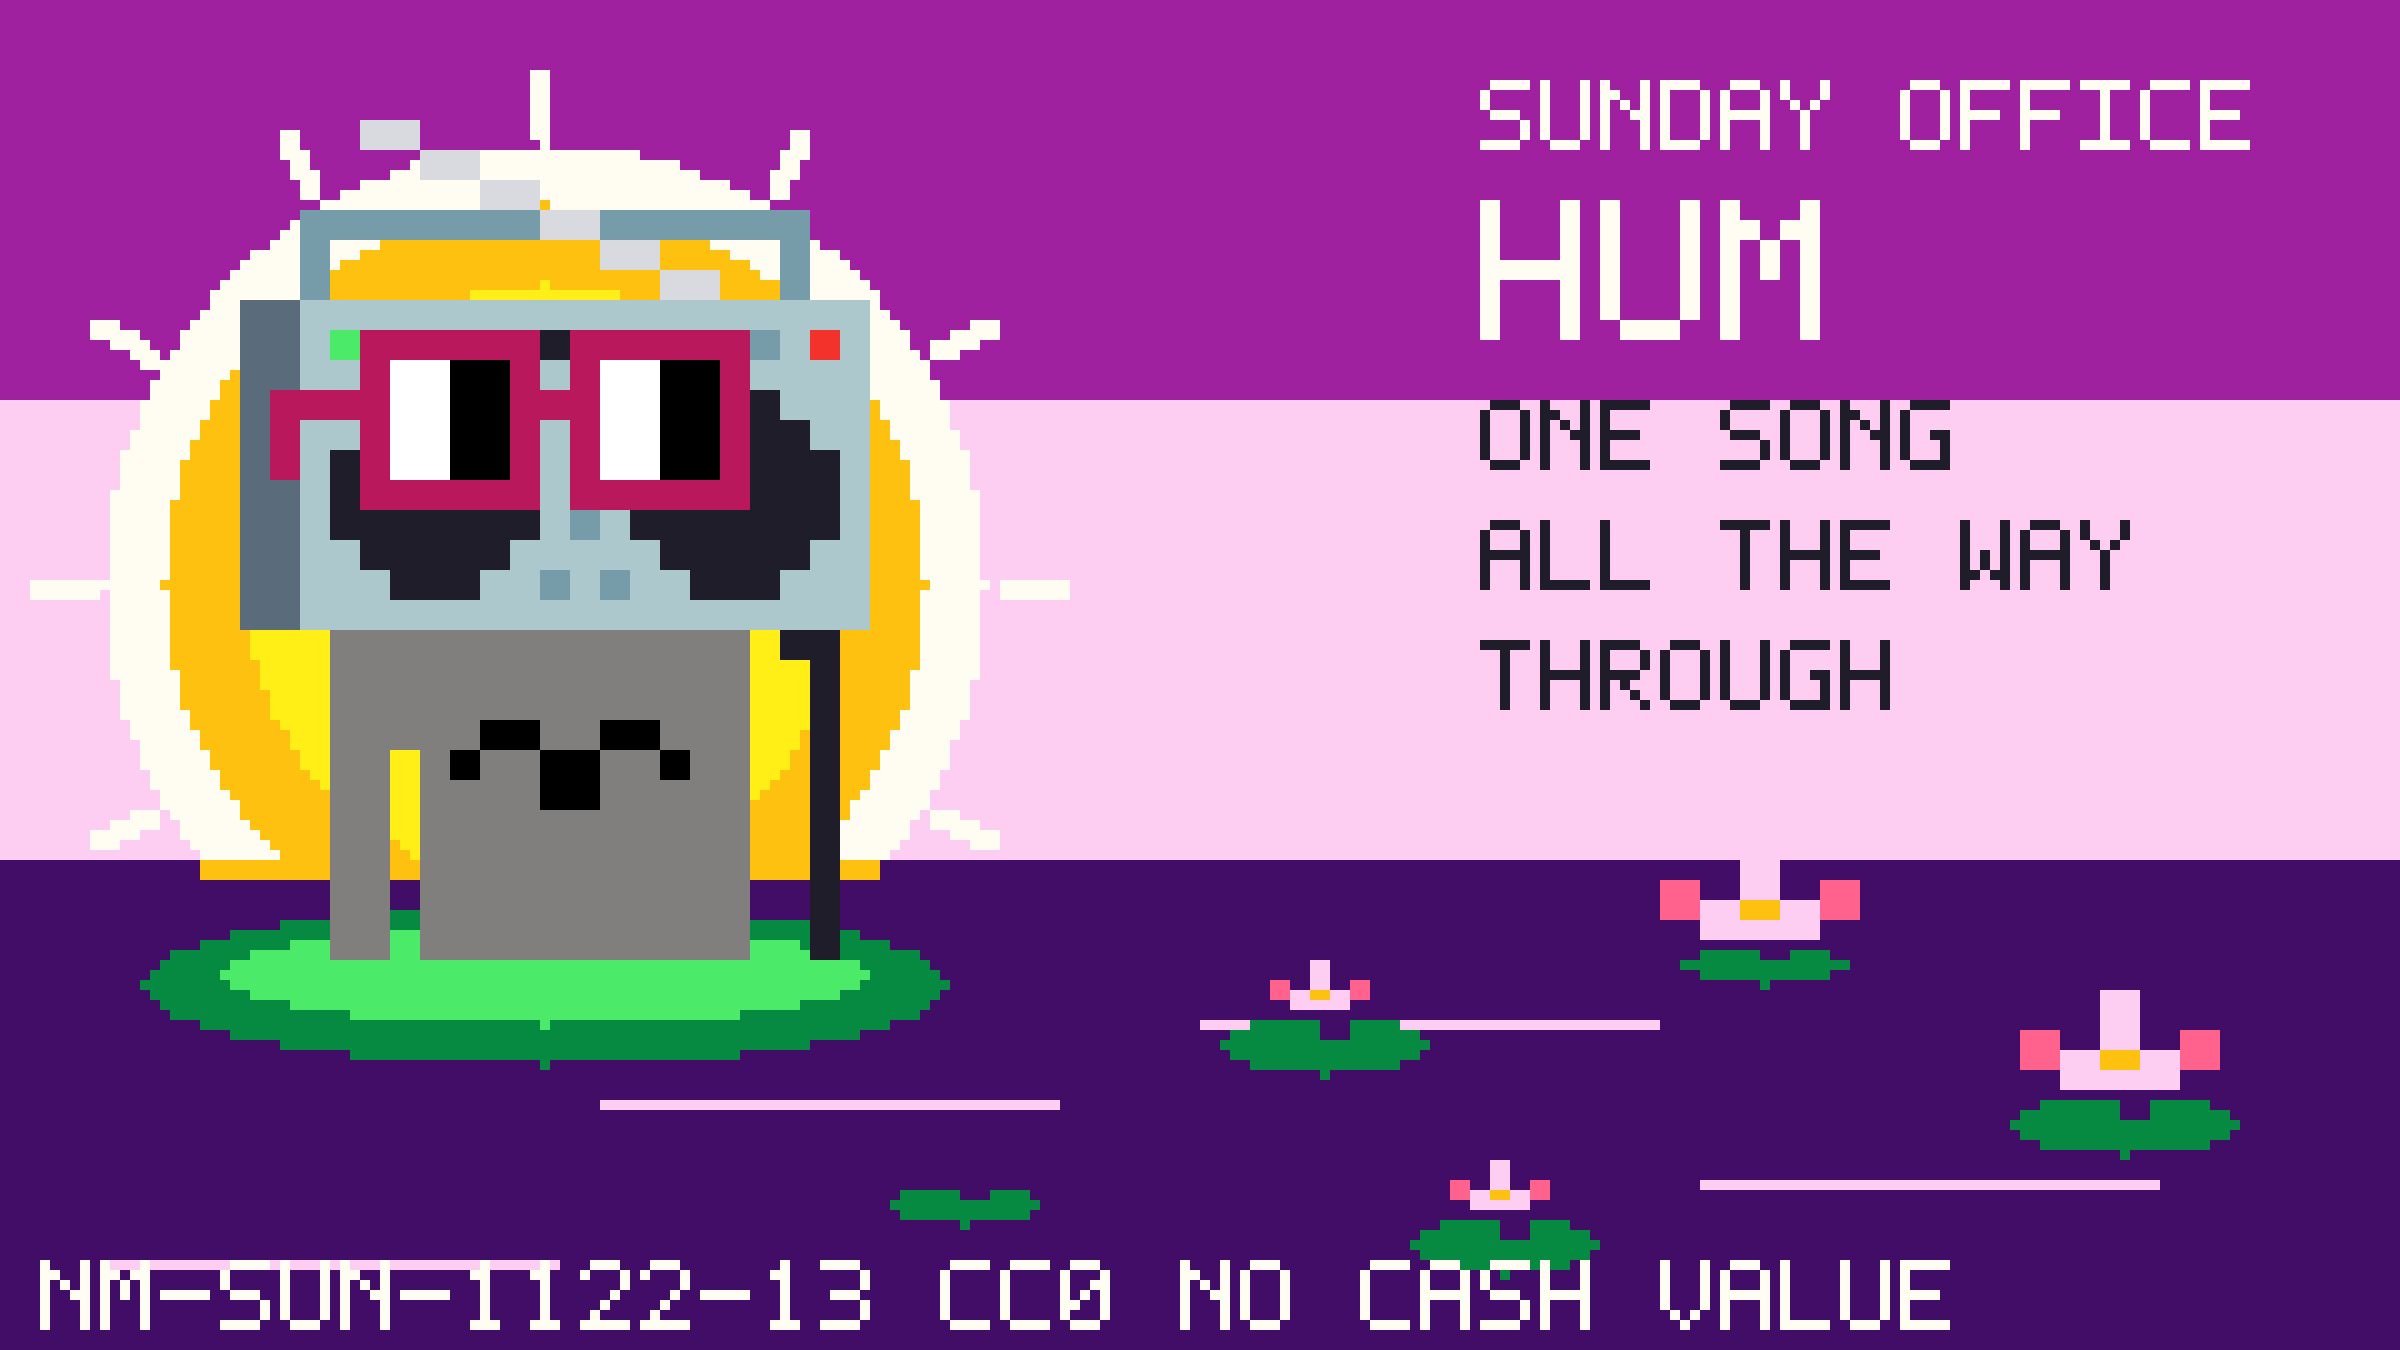 SUNDAY OFFICE
HUM
ONE SONG
ALL THE WAY
THROUGH
NM-SUN-1122-13 CC0 NO CASH VALUE